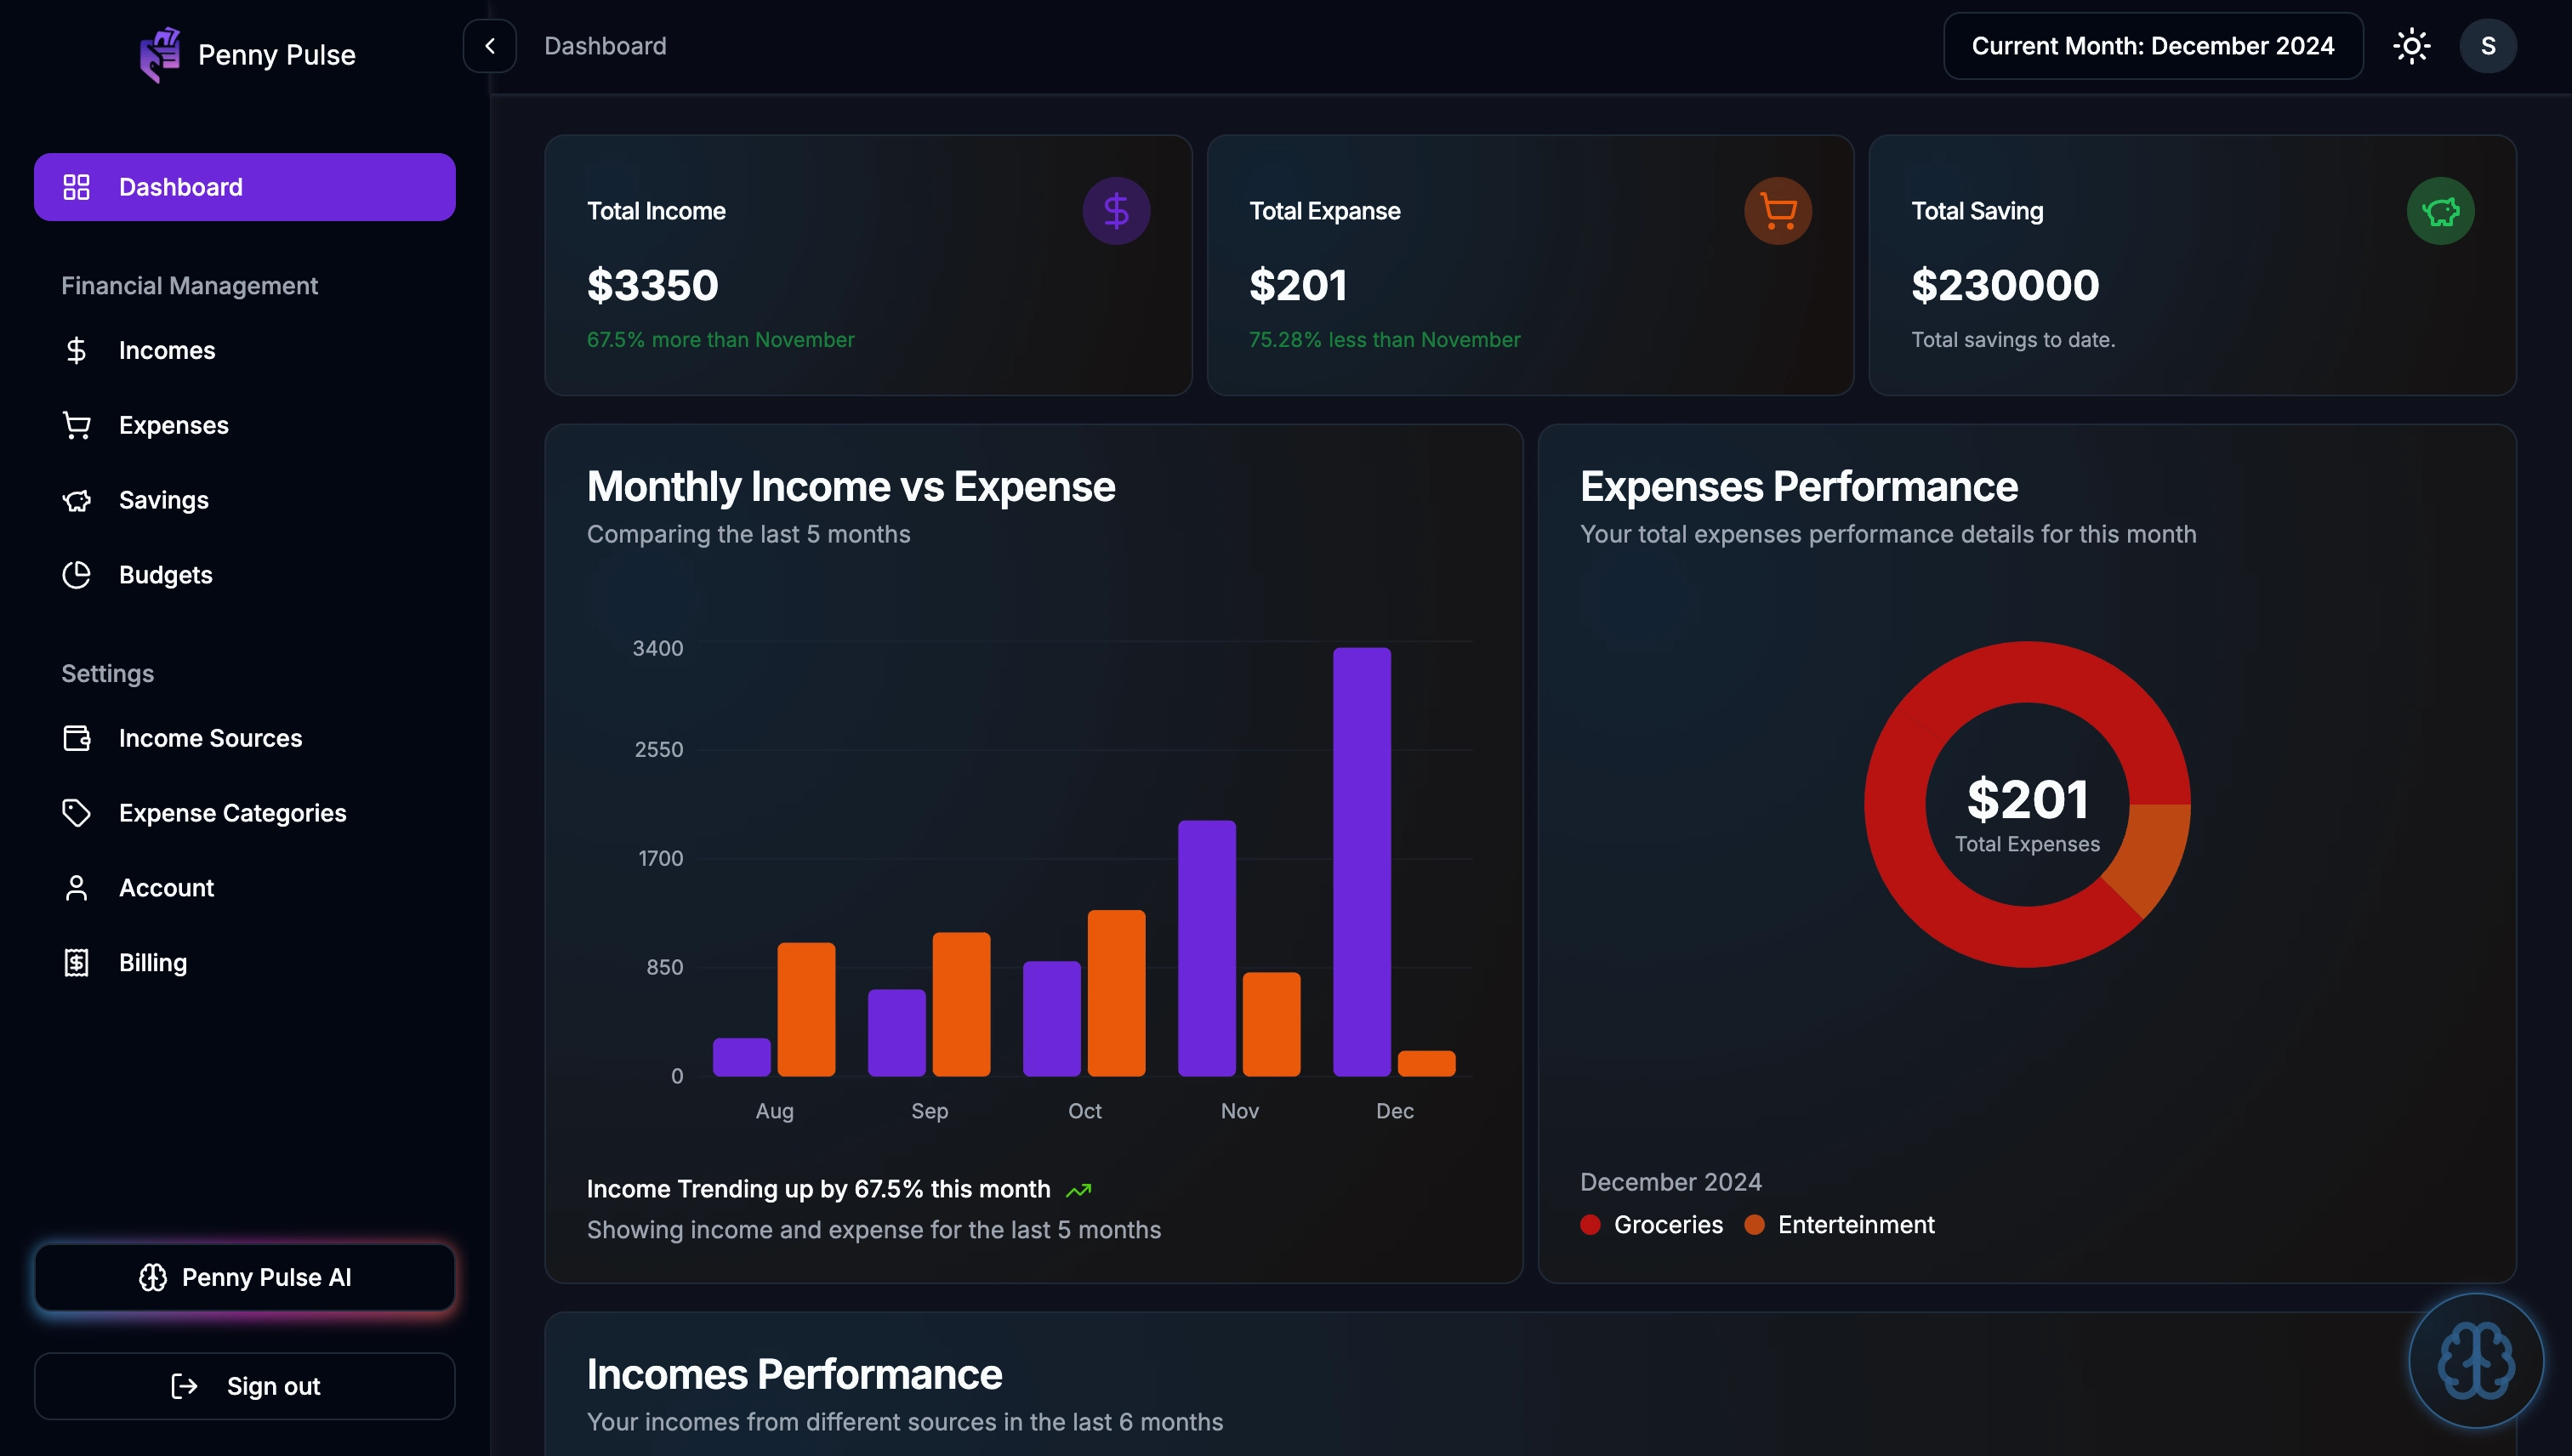 Penny Pulse
Dashboard
Financial Management
Incomes
Expenses
Savings
Budgets
Settings
Income Sources
Expense Categories
Account
Billing
Penny Pulse AI
Sign out
Dashboard
Current Month: December 2024
S
Total Income
$3350
67.5% more than November
Total Expanse
$201
75.28% less than November
Total Saving
$230000
Total savings to date.
Monthly Income vs Expense
Comparing the last 5 months
3400
2550
1700
850
0
Aug Sep Oct Nov Dec
Income Trending up by 67.5% this month
Showing income and expense for the last 5 months
Expenses Performance
Your total expenses performance details for this month
$201
Total Expenses
December 2024
Groceries Enterteinment
Incomes Performance
Your incomes from different sources in the last 6 months